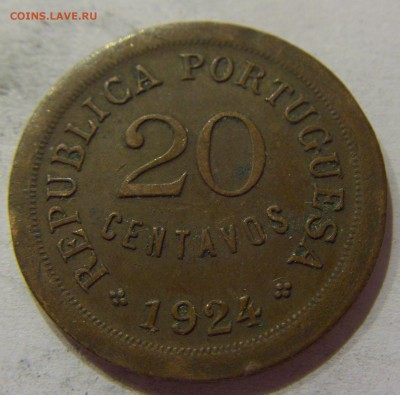 COINS.LAVE.RU
REPUBLICA PORTUGUESA
20
CENTAVOS
1924